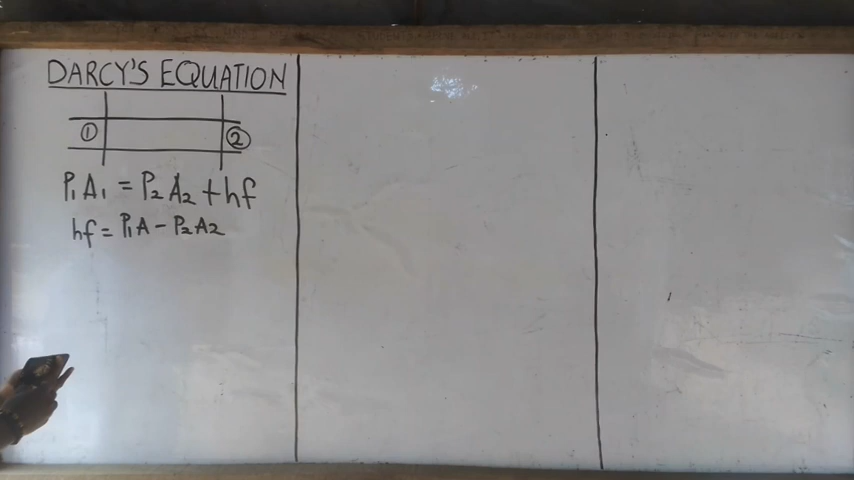 DARCY'S EQUATION
① ②
P₁A₁ = P₂A₂ + hf
hf = P₁A - P₂A2